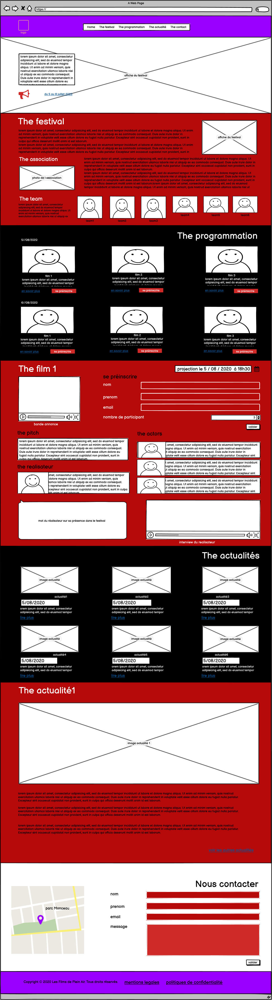 A Web Page
https://
logo
Home The festival The programmation The actualité The contact
lorem ipsum dolor sit amet, consectetur
adipisicing elit, sed do eiusmod tempor
incididunt ut labore et dolore magna
aliqua. Ut enim ad minim veniam, quis
nostrud exercitation ullamco laboris nisi
ut aliquip ex ea commodo consequat.
Duis aute irure dolor in reprehenderit in
voluptate velit esse cillum dolore eu
affiche du festival
du 5 au 8 juillet 2020
The festival
lorem ipsum dolor sit amet, consectetur adipisicing elit, sed do eiusmod tempor incididunt ut labore et dolore magna aliqua. Ut enim
ad minim veniam, quis nostrud exercitation ullamco laboris nisi ut aliquip ex ea commodo consequat. Duis aute irure dolor in
reprehenderit in voluptate velit esse cillum dolore eu fugiat nulla pariatur. Excepteur sint occaecat cupidatat non proident, sunt in
culpa qui officia deserunt mollit anim id est laborum.
lorem ipsum dolor sit amet, consectetur adipisicing elit, sed do eiusmod tempor incididunt ut labore et dolore magna aliqua. Ut enim
ad minim veniam, quis nostrud exercitation ullamco laboris nisi ut aliquip ex ea commodo consequat. Duis aute irure dolor in
reprehenderit in voluptate velit esse cillum dolore eu fugiat nulla pariatur. Excepteur sint occaecat cupidatat non proident, sunt in
affiche du festival
The association
photo de l association
lorem ipsum dolor sit amet, consectetur adipisicing elit, sed do eiusmod tempor incididunt ut labore et dolore magna aliqua. Ut
enim ad minim veniam, quis nostrud exercitation ullamco laboris nisi ut aliquip ex ea commodo consequat. Duis aute irure dolor in
reprehenderit in voluptate velit esse cillum dolore eu fugiat nulla pariatur. Excepteur sint occaecat cupidatat non proident, sunt in
culpa qui officia deserunt mollit anim id est laborum.
lorem ipsum dolor sit amet, consectetur adipisicing elit, sed do eiusmod tempor incididunt ut labore et dolore magna aliqua. Ut
enim ad minim veniam, quis nostrud exercitation ullamco laboris nisi ut aliquip ex ea commodo consequat. Duis aute irure dolor in
reprehenderit in voluptate velit esse cillum dolore eu fugiat nulla pariatur. Excepteur sint occaecat cupidatat non proident, sunt in
culpa qui officia deserunt mollit anim id est laborum.lorem ipsum dolor sit amet, consectetur adipisicing elit, sed do eiusmod
tempor incididunt ut labore et dolore magna aliqua. Ut enim ad minim veniam, quis nostrud exercitation ullamco laboris nisi ut
The team
lorem ipsum dolor sit amet, consectetur
adipisicing elit, sed do eiusmod tempor
incididunt ut labore et dolore magna aliqua. Ut
enim ad minim veniam, quis nostrud
exercitation ullamco laboris nisi ut aliquip ex
team1 team2 team3 team4 team5 team6
The programmation
5//08/2020
film 1
lorem ipsum dolor sit amet, consectetur
adipisicing elit, sed do eiusmod tempor
en savoir plus se préinscrire
film 2
lorem ipsum dolor sit amet, consectetur
adipisicing elit, sed do eiusmod tempor
en savoir plus se préinscrire
film 3
lorem ipsum dolor sit amet, consectetur
adipisicing elit, sed do eiusmod tempor
en savoir plus se préinscrire
6//08/2020
film 1
lorem ipsum dolor sit amet, consectetur
adipisicing elit, sed do eiusmod tempor
en savoir plus se préinscrire
film 2
lorem ipsum dolor sit amet, consectetur
adipisicing elit, sed do eiusmod tempor
en savoir plus se préinscrire
film 3
lorem ipsum dolor sit amet, consectetur
adipisicing elit, sed do eiusmod tempor
en savoir plus se préinscrire
The film 1
projection le 5 / 08 / 2020 à 18h30
bande annonce
se préinscrire
nom
prenom
email
nombre de participant 3
valider
the pitch
lorem ipsum dolor sit amet, consectetur adipisicing elit, sed do eiusmod tempor
incididunt ut labore et dolore magna aliqua. Ut enim ad minim veniam, quis
nostrud exercitation ullamco laboris nisi ut aliquip ex ea commodo consequat.
Duis aute irure dolor in reprehenderit in voluptate velit esse cillum dolore eu
fugiat nulla pariatur. Excepteur sint occaecat cupidatat non proident, sunt in
culpa qui officia deserunt mollit anim id est laborum.
the realisateur
amet, consectetur adipisicing elit, sed do eiusmod tempor
dolore magna aliqua. Ut enim ad minim veniam, quis
lamco laboris nisi ut aliquip ex ea commodo consequat.
n reprehenderit in voluptate velit esse cillum dolore eu
xcepteur sint occaecat cupidatat non proident, sunt in culpa
ollit anim id est laborum.
the actors
t amet, consectetur adipisicing elit, sed do eiusmod tempor
nagna aliqua. Ut enim ad minim veniam, quis nostrud exercitation
ut aliquip ex ea commodo consequat. Duis aute irure dolor in
uptate velit esse cillum dolore eu fugiat nulla pariatur. Excepteur sint
t amet, consectetur adipisicing elit, sed do eiusmod tempor
nagna aliqua. Ut enim ad minim veniam, quis nostrud exercitation
ut aliquip ex ea commodo consequat. Duis aute irure dolor in
uptate velit esse cillum dolore eu fugiat nulla pariatur. Excepteur sint
t amet, consectetur adipisicing elit, sed do eiusmod tempor
nagna aliqua. Ut enim ad minim veniam, quis nostrud exercitation
ut aliquip ex ea commodo consequat. Duis aute irure dolor in
uptate velit esse cillum dolore eu fugiat nulla pariatur. Excepteur sint
mot du réalisateur sur sa présence dans le festival
interview du realisateur
The actualités
image actualité
actualité1
5/08/2020
orem ipsum dolor sit amet, consectetur
adipisicing elit, sed do eiusmod tempor
lire plus
image actualité
actualité2
5/08/2020
orem ipsum dolor sit amet, consectetur
adipisicing elit, sed do eiusmod tempor
lire plus
image actualité
actualité3
5/08/2020
orem ipsum dolor sit amet, consectetur
adipisicing elit, sed do eiusmod tempor
lire plus
image actualité
actualité4
5/08/2020
orem ipsum dolor sit amet, consectetur
adipisicing elit, sed do eiusmod tempor
lire plus
image actualité
actualité5
5/08/2020
orem ipsum dolor sit amet, consectetur
adipisicing elit, sed do eiusmod tempor
lire plus
image actualité
actualité6
5/08/2020
orem ipsum dolor sit amet, consectetur
adipisicing elit, sed do eiusmod tempor
lire plus
The actualité1
image actualité 1
lorem ipsum dolor sit amet, consectetur adipisicing elit, sed do eiusmod tempor incididunt ut labore et dolore magna aliqua. Ut enim ad minim veniam, quis nostrud
exercitation ullamco laboris nisi ut aliquip ex ea commodo consequat. Duis aute irure dolor in reprehenderit in voluptate velit esse cillum dolore eu fugiat nulla pariatur.
Excepteur sint occaecat cupidatat non proident, sunt in culpa qui officia deserunt mollit anim id est laborum.
lorem ipsum dolor sit amet, consectetur adipisicing elit, sed do eiusmod tempor incididunt ut labore et dolore magna aliqua. Ut enim ad minim veniam, quis nostrud
exercitation ullamco laboris nisi ut aliquip ex ea commodo consequat. Duis aute irure dolor in reprehenderit in voluptate velit esse cillum dolore eu fugiat nulla pariatur.
Excepteur sint occaecat cupidatat non proident, sunt in culpa qui officia deserunt mollit anim id est laborum.
lorem ipsum dolor sit amet, consectetur adipisicing elit, sed do eiusmod tempor incididunt ut labore et dolore magna aliqua. Ut enim ad minim veniam, quis nostrud
exercitation ullamco laboris nisi ut aliquip ex ea commodo consequat. Duis aute irure dolor in reprehenderit in voluptate velit esse cillum dolore eu fugiat nulla pariatur.
Excepteur sint occaecat cupidatat non proident, sunt in culpa qui officia deserunt mollit anim id est laborum.
voir les autres actualités
Nous contacter
parc Monceau
nom
prenom
email
message
valider
Copyright © 2020 Les Films de Plein Air. Tous droits réservés. mentions legales politiques de confidentialité